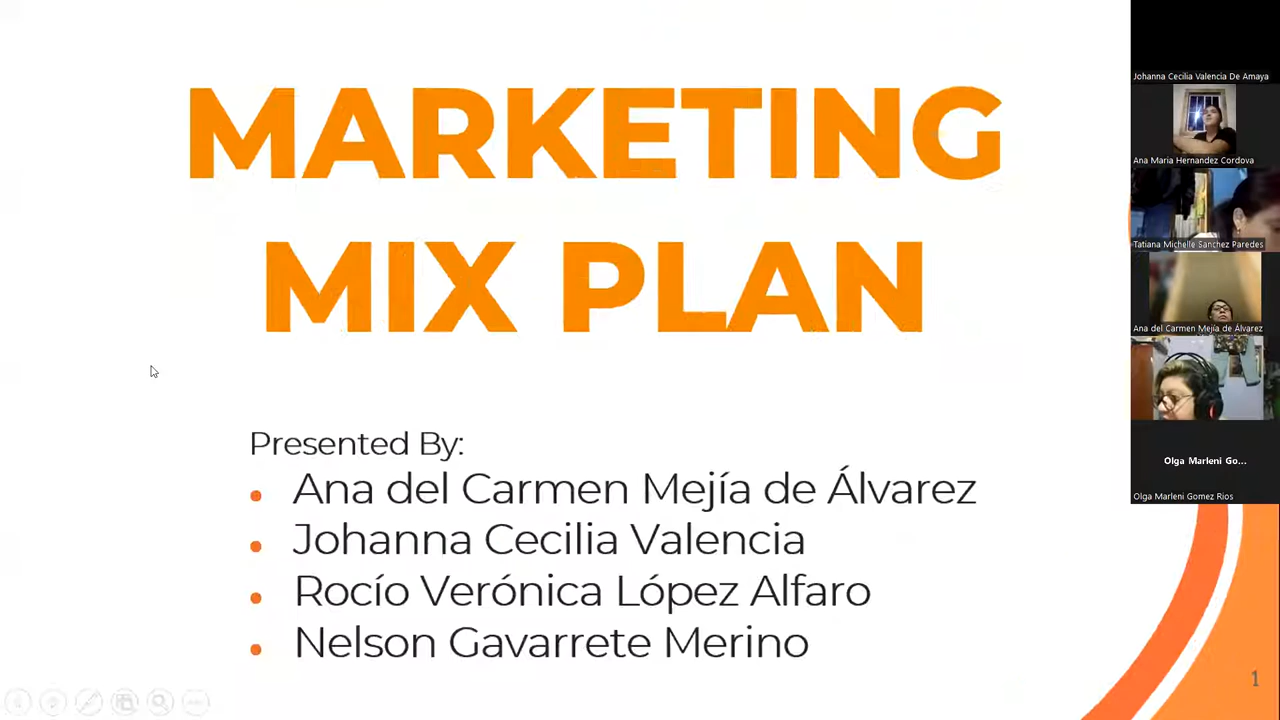 MARKETING
MIX PLAN
Presented By:
• Ana del Carmen Mejía de Álvarez
• Johanna Cecilia Valencia
• Rocío Verónica López Alfaro
• Nelson Gavarrete Merino
1
Johanna Cecilia Valencia De Amaya
Ana Maria Hernandez Cordova
Tatiana Michelle Sanchez Paredes
Ana del Carmen Mejía de Álvarez
Olga Marleni Go...
Olga Marleni Gomez Rios